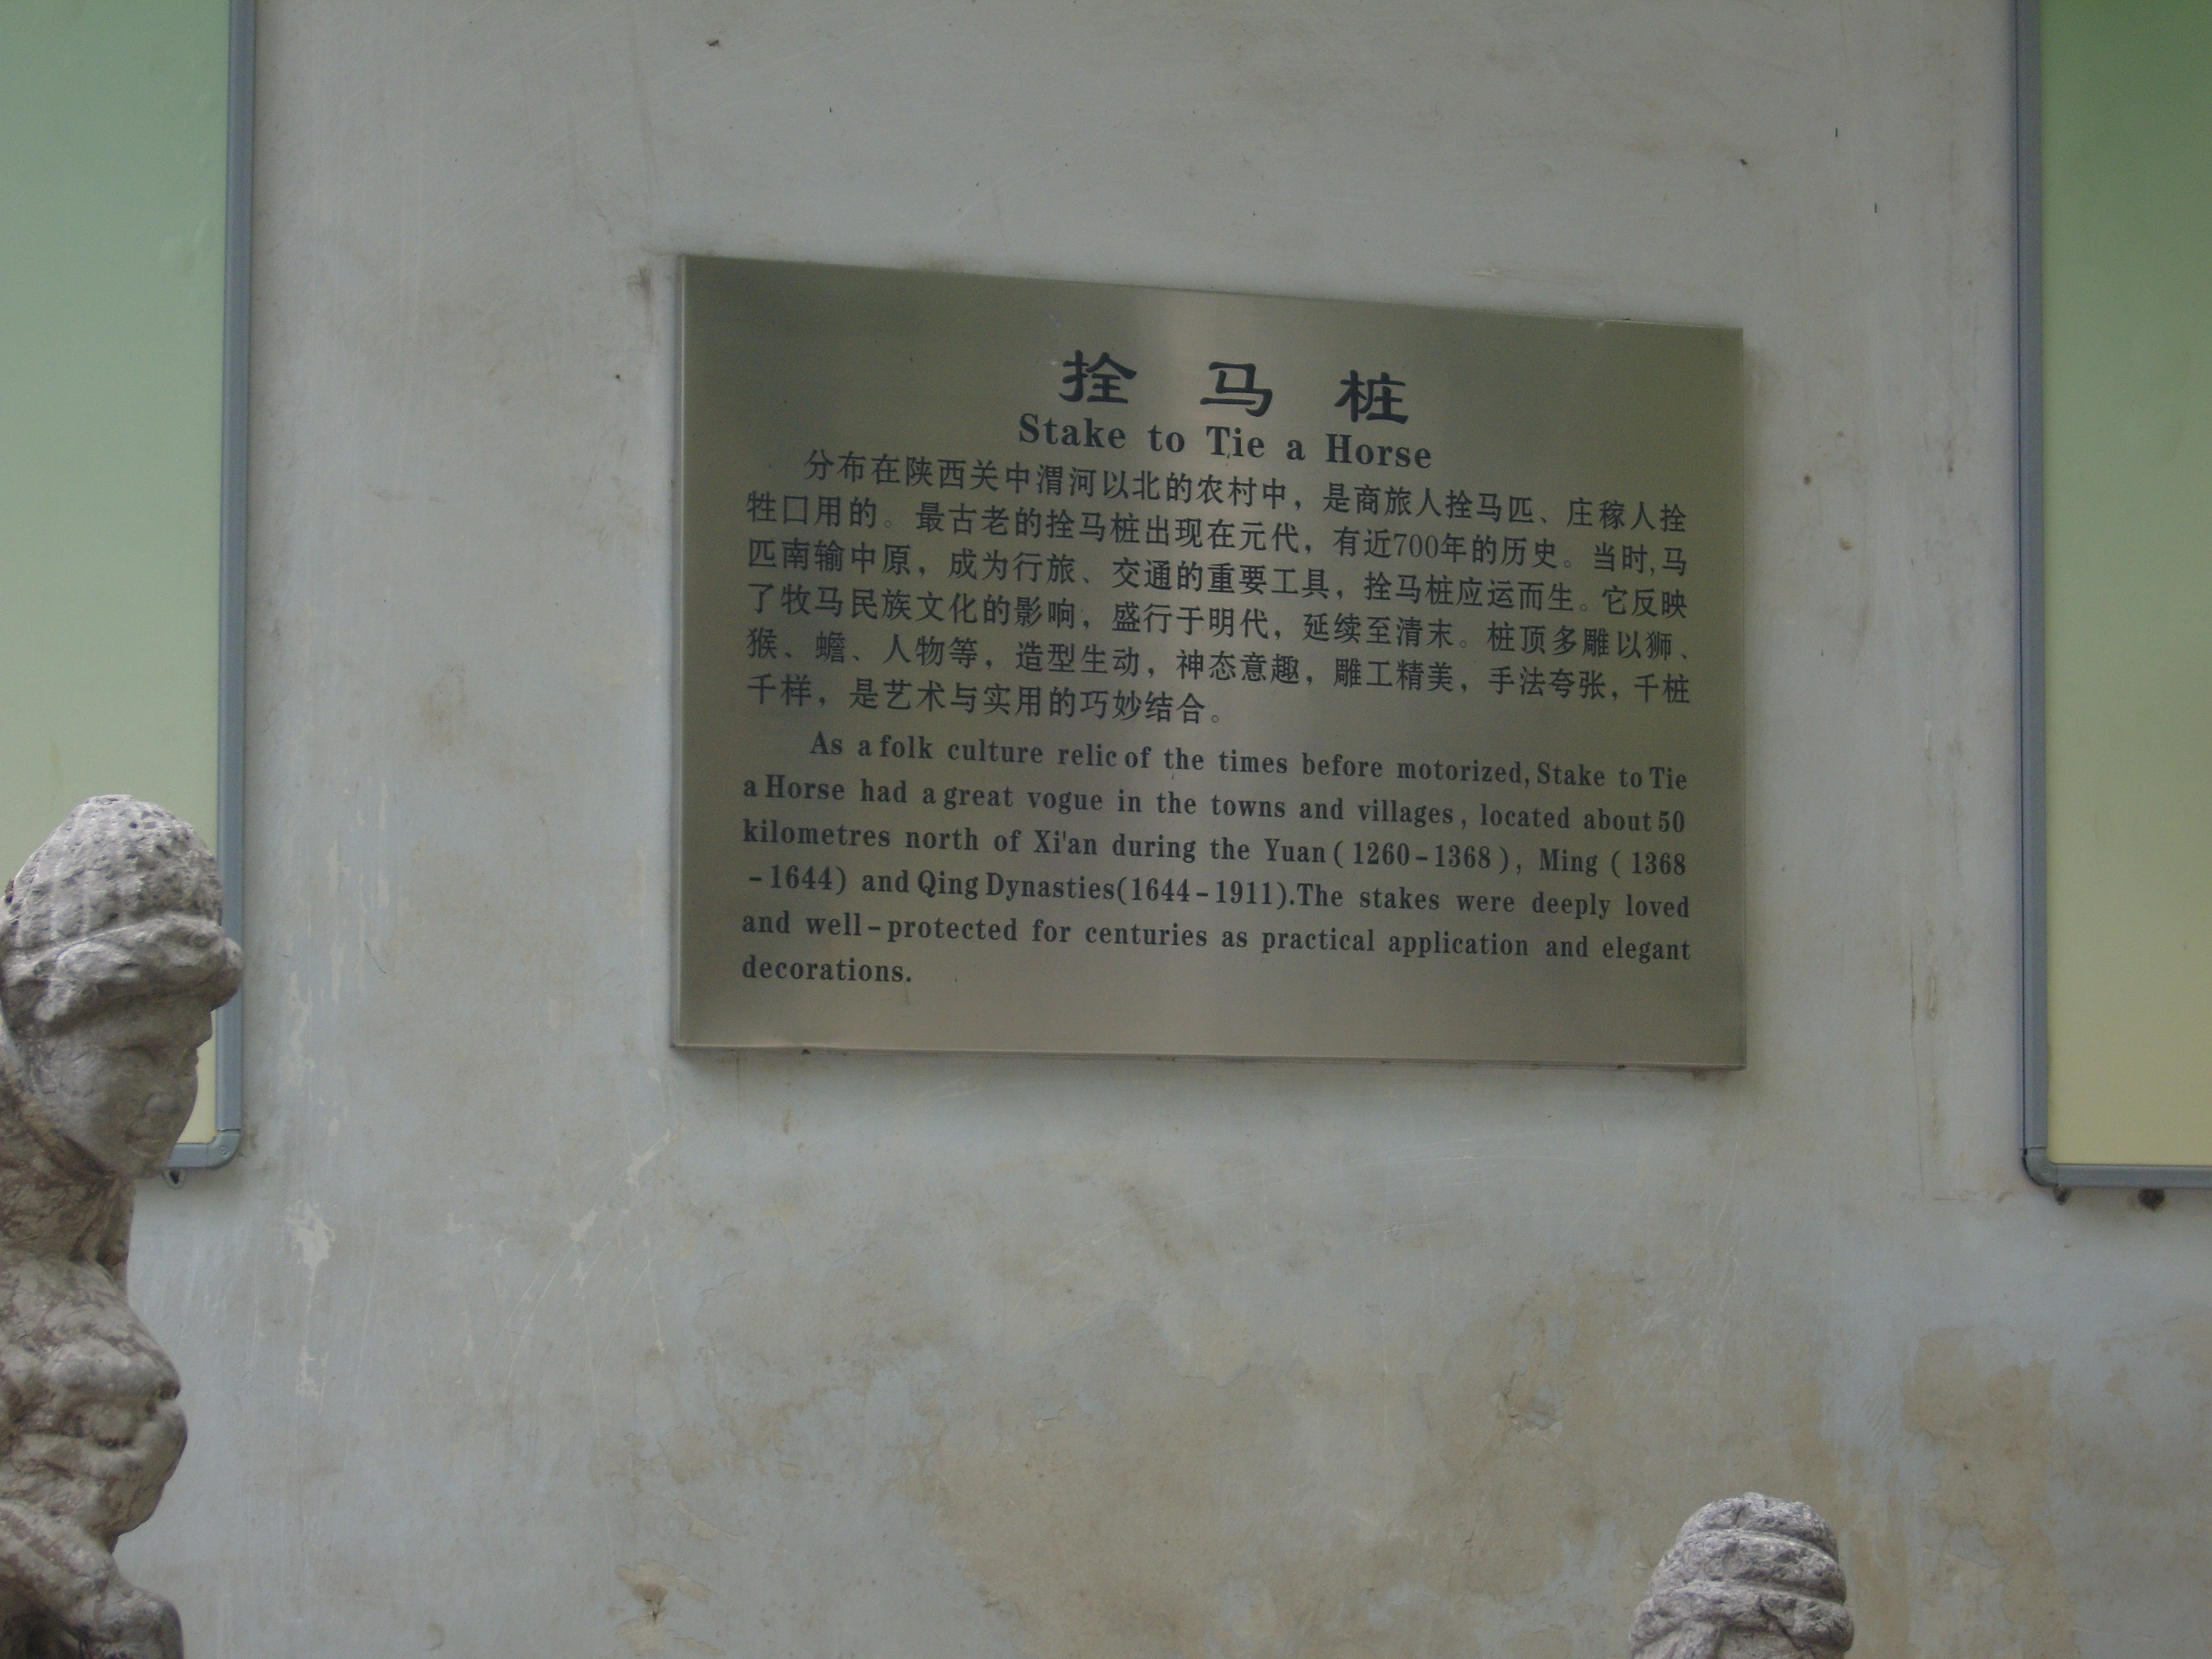 拴马桩
Stake to Tie a Horse
分布在陕西关中渭河以北的农村中，是商旅人拴马匹、庄稼人拴
牲口用的。最古老的拴马桩出现在元代，有近700年的历史。当时,马
匹南输中原，成为行旅、交通的重要工具，拴马桩应运而生。它反映
了牧马民族文化的影响，盛行于明代，延续至清末。桩顶多雕以狮、
猴、蟾、人物等，造型生动，神态意趣，雕工精美，手法夸张，千桩
千样，是艺术与实用的巧妙结合。
As a folk culture relic of the times before motorized, Stake to Tie
a Horse had a great vogue in the towns and villages, located about 50
kilometres north of Xi'an during the Yuan (1260-1368), Ming (1368
-1644) and Qing Dynasties(1644-1911).The stakes were deeply loved
and well-protected for centuries as practical application and elegant
decorations.